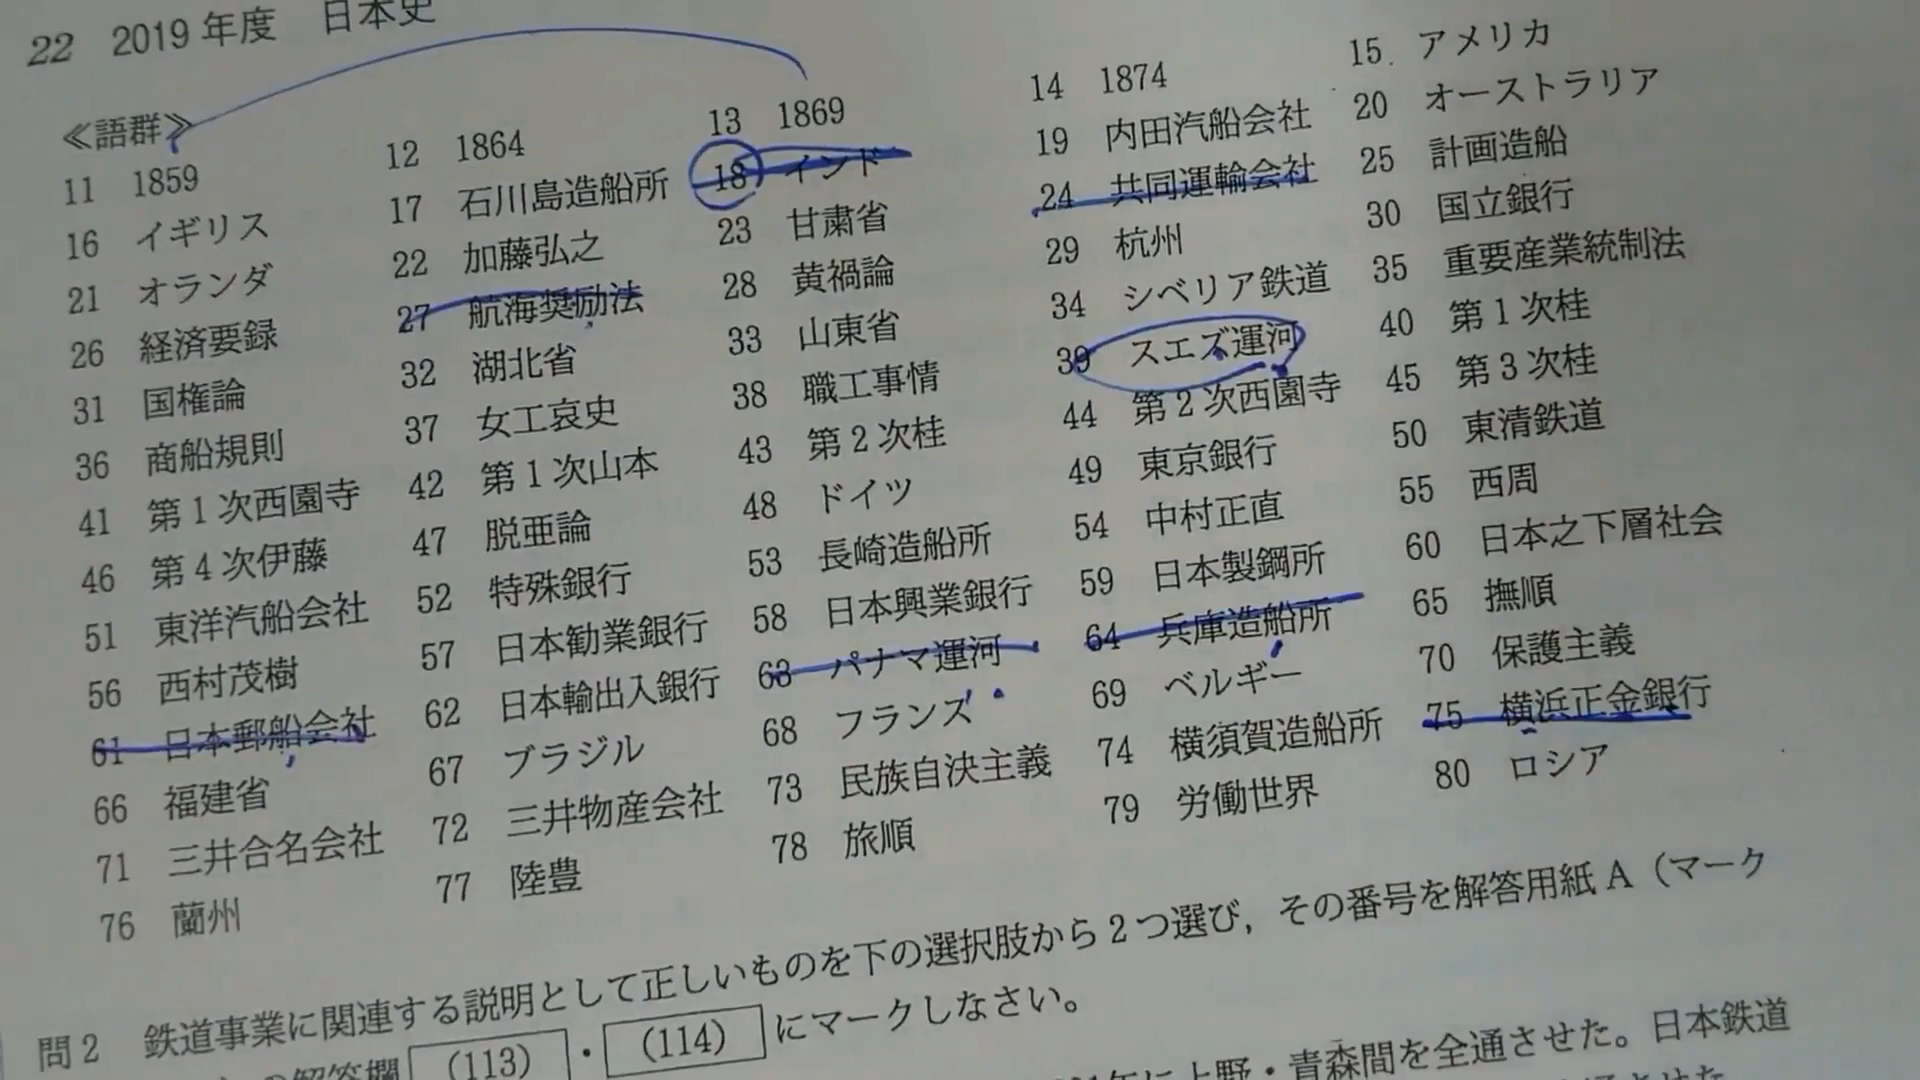 22 2019年度 日本史
≪語群≫
11 1859 12 1864 13 1869 14 1874 15 アメリカ
16 イギリス 17 石川島造船所 18 インド 19 内田汽船会社 20 オーストラリア
21 オランダ 22 加藤弘之 23 甘粛省 24 共同運輸会社 25 計画造船
26 経済要録 27 航海奨励法 28 黄禍論 29 杭州 30 国立銀行
31 国権論 32 湖北省 33 山東省 34 シベリア鉄道 35 重要産業統制法
36 商船規則 37 女工哀史 38 職工事情 39 スエズ運河 40 第1次桂
41 第1次西園寺 42 第1次山本 43 第2次桂 44 第2次西園寺 45 第3次桂
46 第4次伊藤 47 脱亜論 48 ドイツ 49 東京銀行 50 東清鉄道
51 東洋汽船会社 52 特殊銀行 53 長崎造船所 54 中村正直 55 西周
56 西村茂樹 57 日本勧業銀行 58 日本興業銀行 59 日本製鋼所 60 日本之下層社会
61 日本郵船会社 62 日本輸出入銀行 63 パナマ運河 64 兵庫造船所 65 撫順
66 福建省 67 ブラジル 68 フランス 69 ベルギー 70 保護主義
71 三井合名会社 72 三井物産会社 73 民族自決主義 74 横須賀造船所 75 横浜正金銀行
76 蘭州 77 陸豊 78 旅順 79 労働世界 80 ロシア
問2 鉄道事業に関連する説明として正しいものを下の選択肢から2つ選び，その番号を解答用紙A（マーク
の解答欄 (113) ・ (114) にマークしなさい。
年に上野・青森間を全通させた。日本鉄道